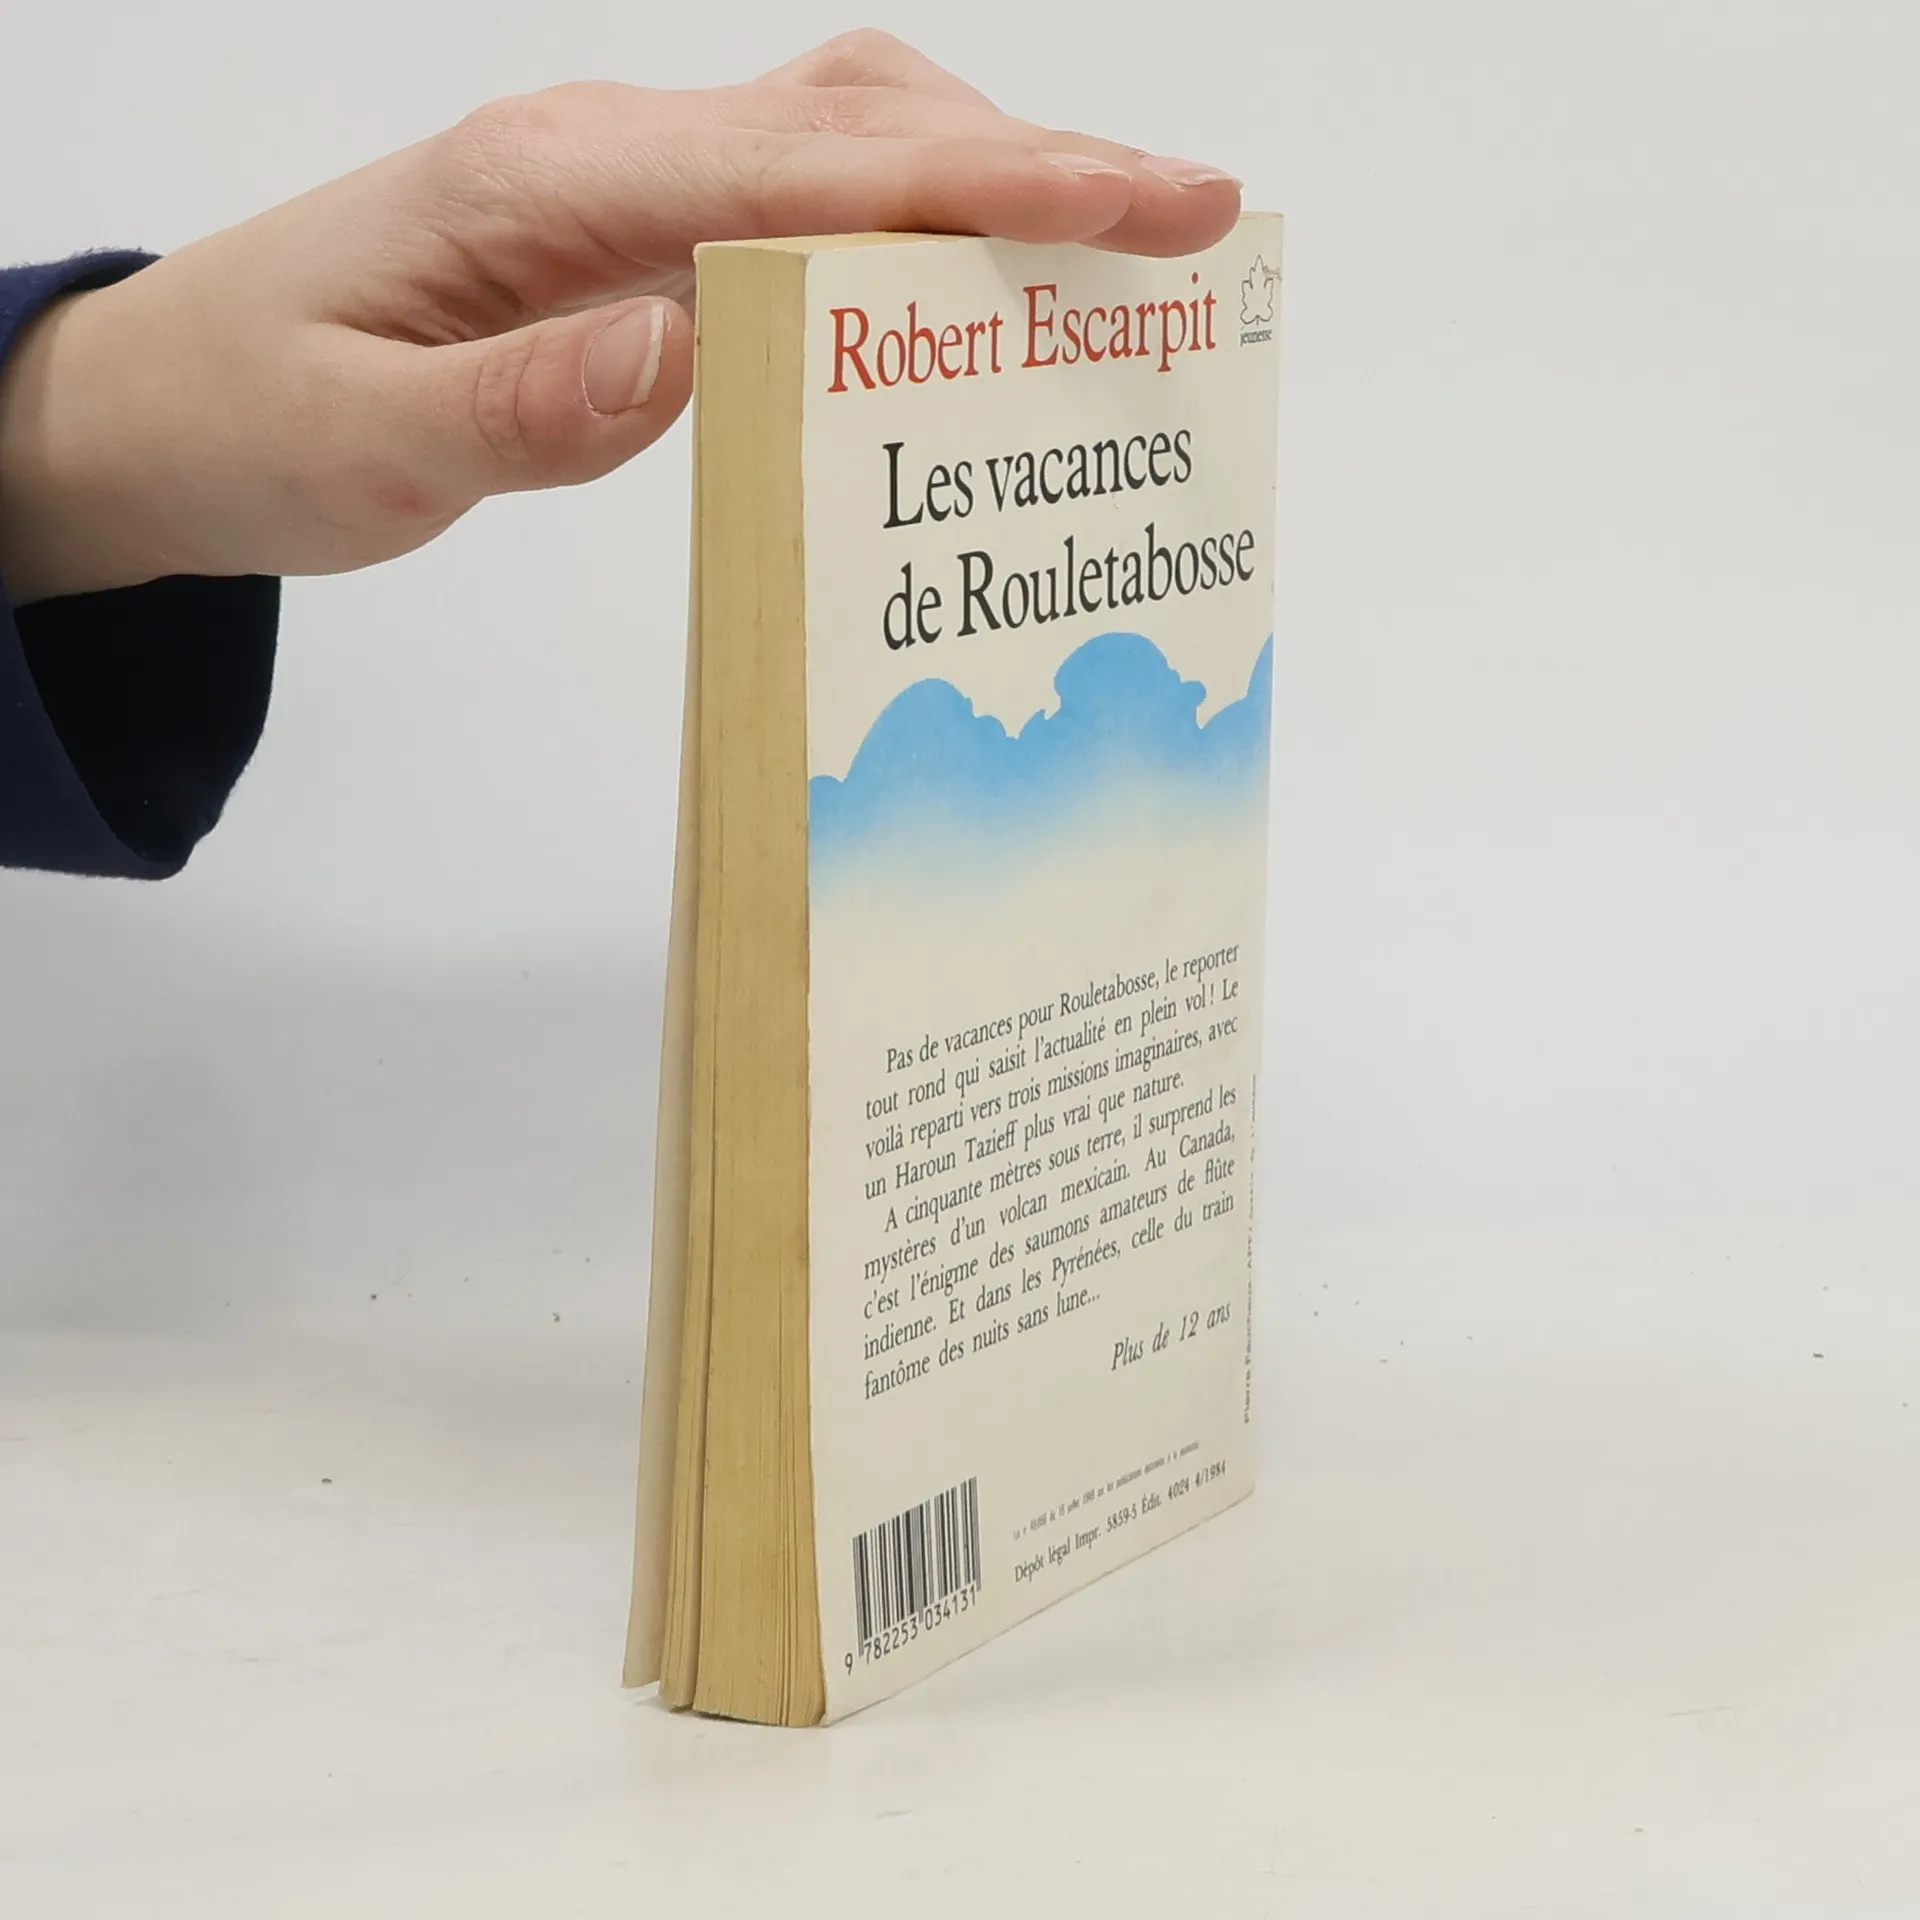 Robert Escarpit
jeunesse
Les vacances
de Rouletabosse
Pas de vacances pour Rouletabosse, le reporter
tout rond qui saisit l'actualité en plein vol ! Le
voilà reparti vers trois missions imaginaires, avec
un Haroun Tazieff plus vrai que nature.
A cinquante mètres sous terre, il surprend les
mystères d'un volcan mexicain. Au Canada,
c'est l'énigme des saumons amateurs de flûte
indienne. Et dans les Pyrénées, celle du train
fantôme des nuits sans lune...
Plus de 12 ans
Pierre Faucheux APF/
Dépôt légal Impr. 5859-5 Édit. 4024 4/1984
9 782253 034131